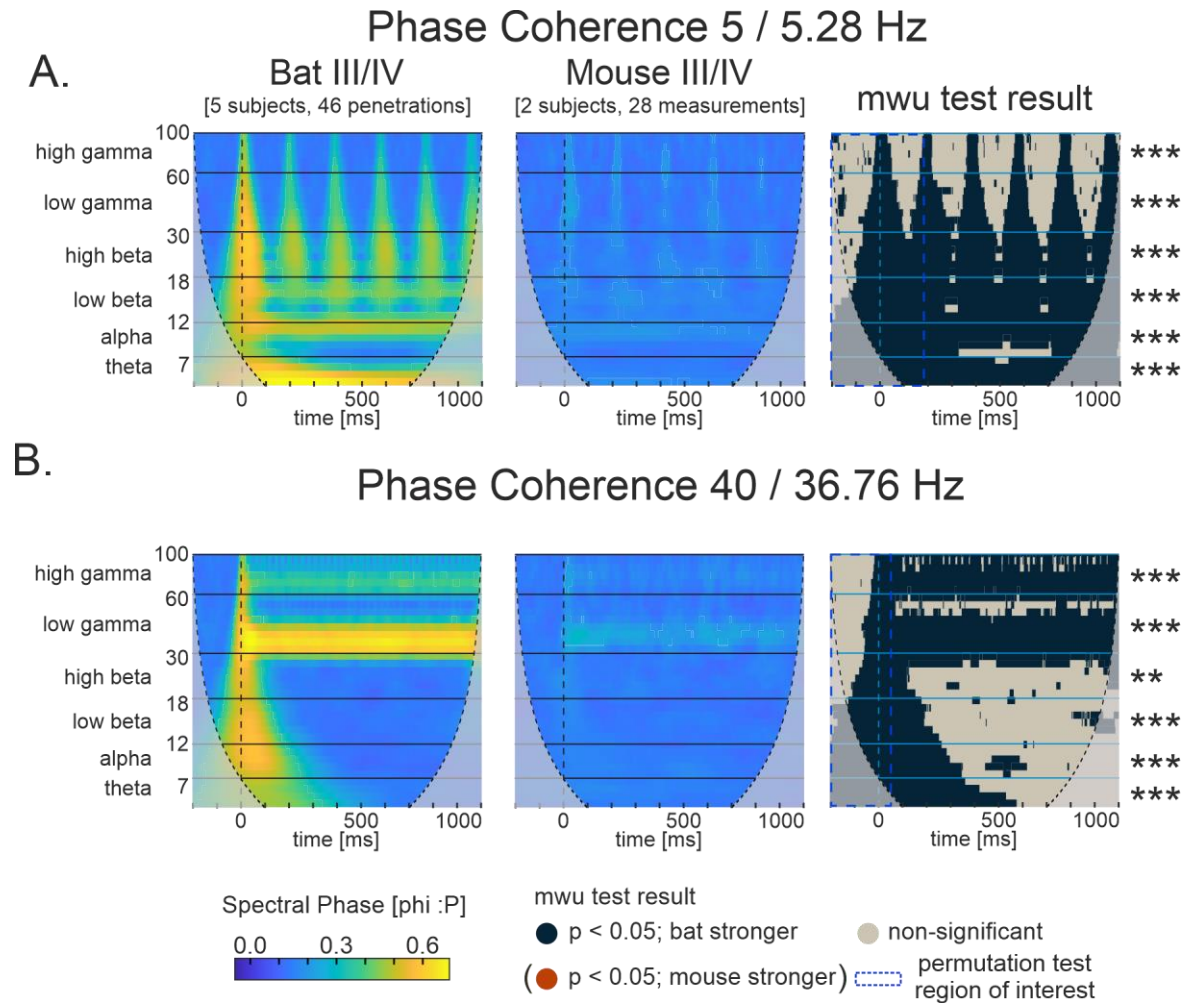 Phase Coherence 5 / 5.28 Hz
A.
Bat III/IV
[5 subjects, 46 penetrations]
Mouse III/IV
[2 subjects, 28 measurements]
mwu test result
100
high gamma
***
60
low gamma
***
30
high beta
***
18
low beta
***
12
alpha
***
7
theta
***
0 500 1000
time [ms]
0 500 1000
time [ms]
0 500 1000
time [ms]
B.
Phase Coherence 40 / 36.76 Hz
100
high gamma
***
60
low gamma
***
30
high beta
**
18
low beta
***
12
alpha
***
7
theta
***
0 500 1000
time [ms]
0 500 1000
time [ms]
0 500 1000
time [ms]
Spectral Phase [phi :P]
0.0 0.3 0.6
mwu test result
p < 0.05; bat stronger
non-significant
( p < 0.05; mouse stronger )
permutation test
region of interest